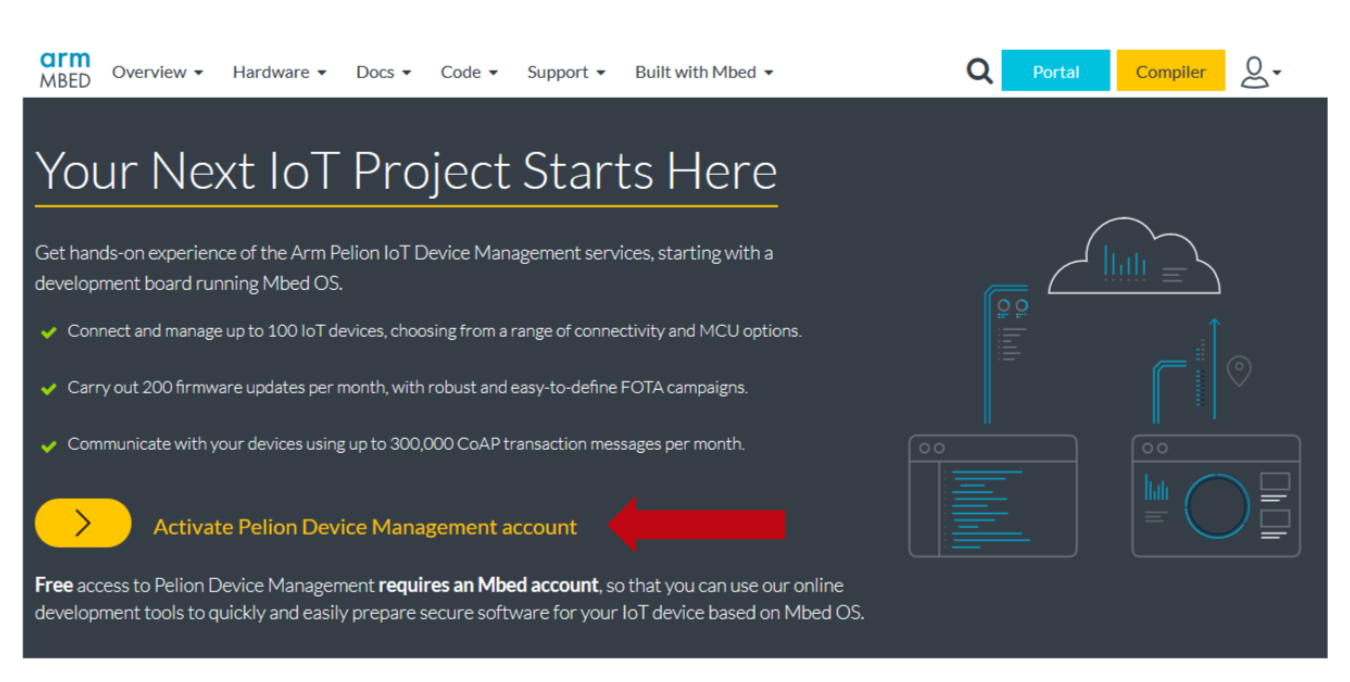 arm
MBED
Overview
Hardware
Docs
Code
Support
Built with Mbed
Portal
Compiler
Your Next IoT Project Starts Here
Get hands-on experience of the Arm Pelion IoT Device Management services, starting with a
development board running Mbed OS.
Connect and manage up to 100 IoT devices, choosing from a range of connectivity and MCU options.
Carry out 200 firmware updates per month, with robust and easy-to-define FOTA campaigns.
Communicate with your devices using up to 300,000 CoAP transaction messages per month.
Activate Pelion Device Management account
Free access to Pelion Device Management requires an Mbed account, so that you can use our online
development tools to quickly and easily prepare secure software for your IoT device based on Mbed OS.